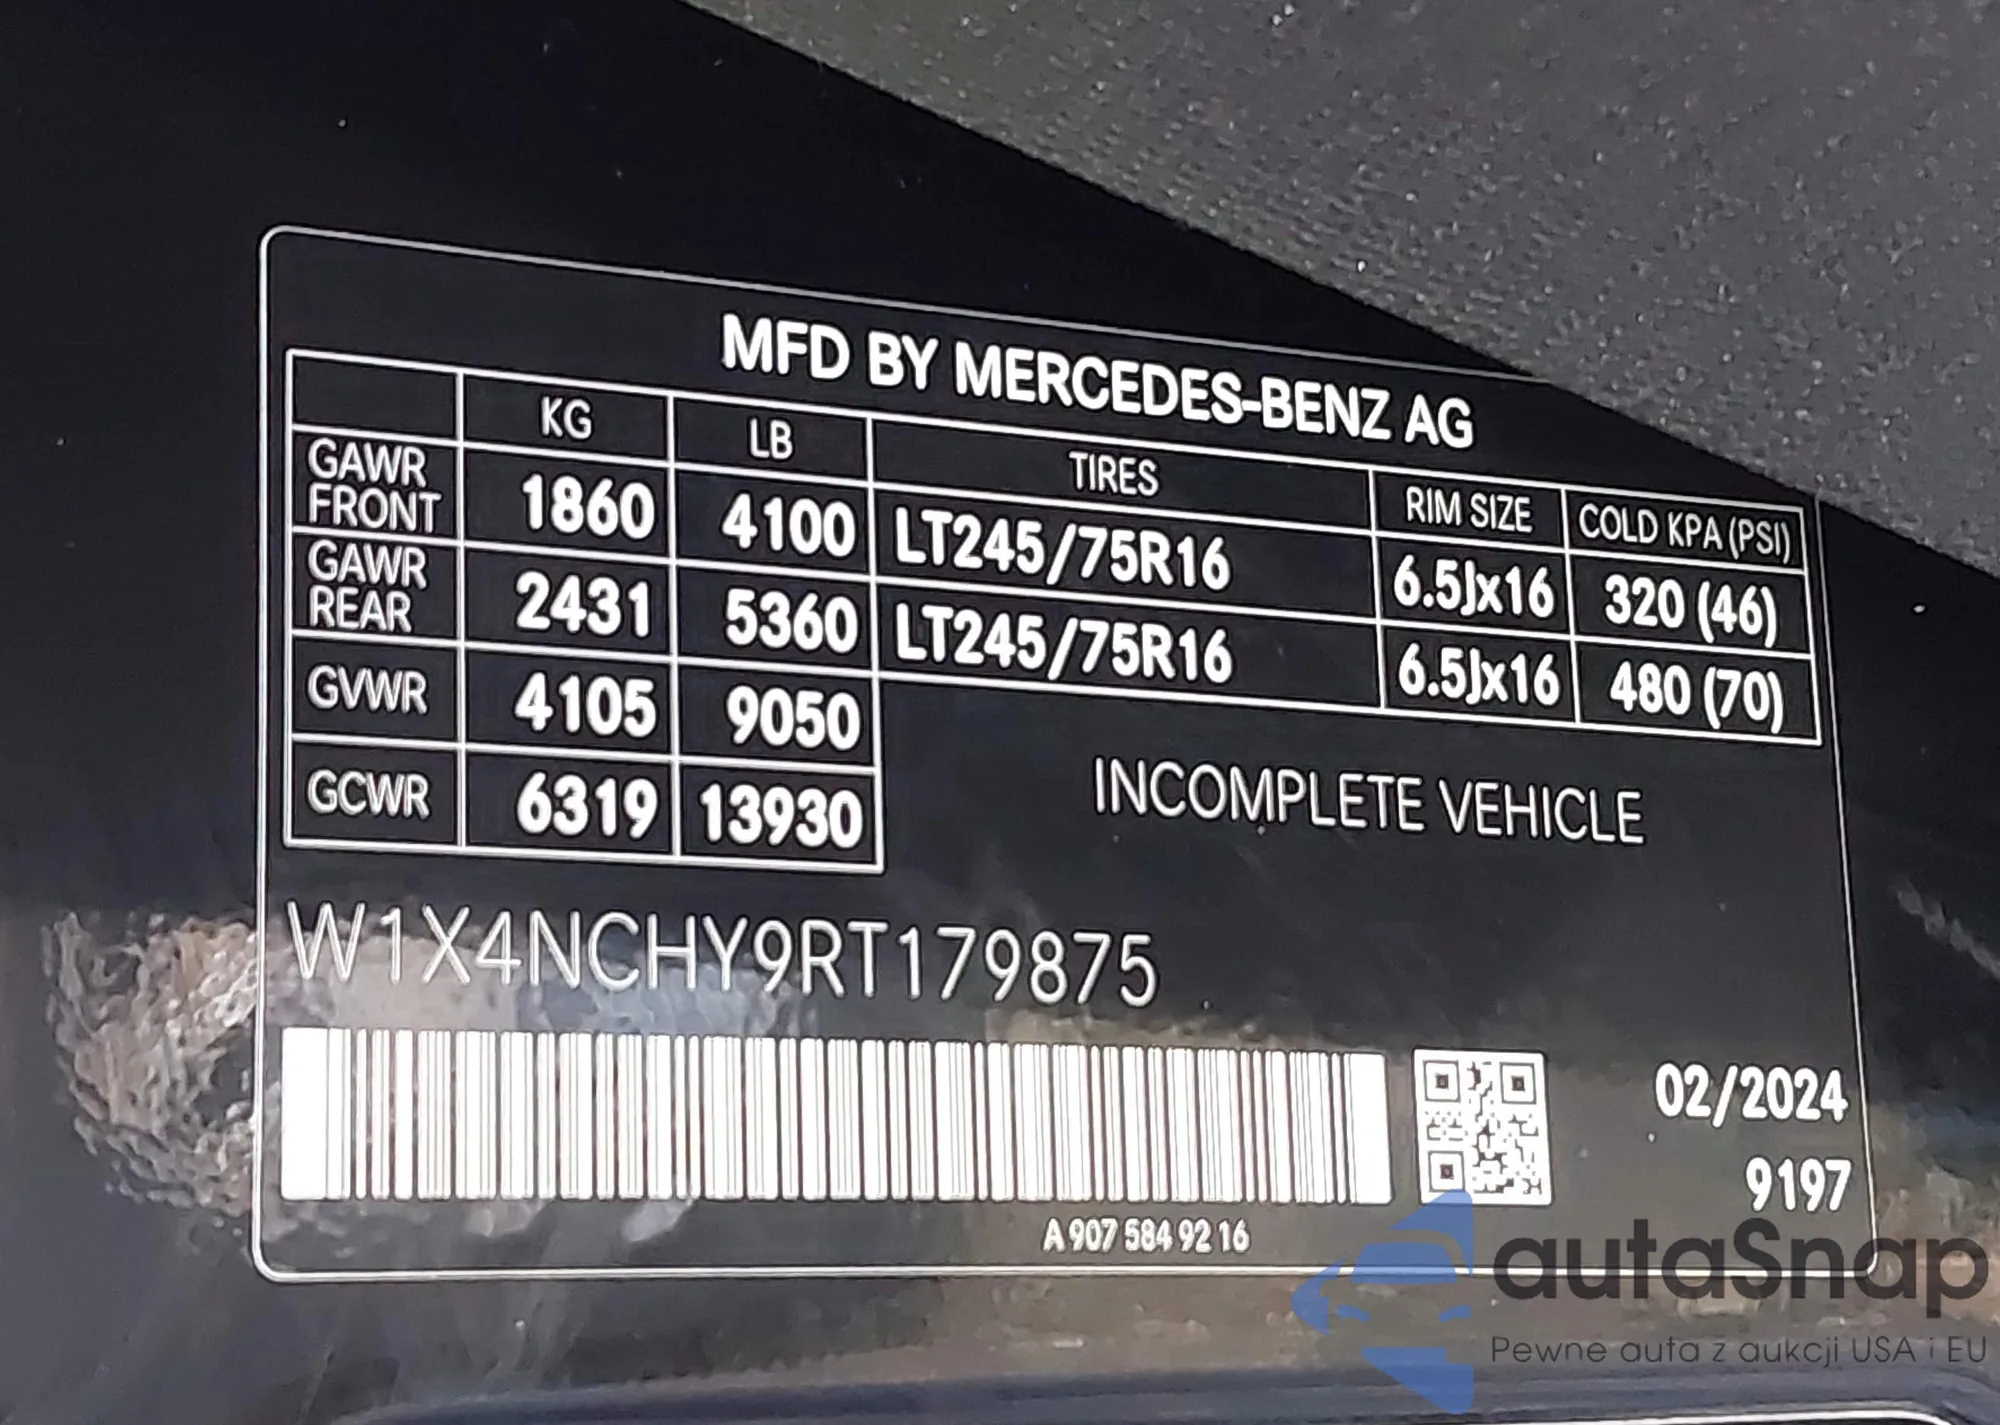 MFD BY MERCEDES-BENZ AG
KG LB TIRES RIM SIZE COLD KPA (PSI)
GAWR FRONT 1860 4100 LT245/75R16 6.5Jx16 320 (46)
GAWR REAR 2431 5360 LT245/75R16 6.5Jx16 480 (70)
GVWR 4105 9050
GCWR 6319 13930
INCOMPLETE VEHICLE
W1X4NCHY9RT179875
02/2024
9197
A 907 584 92 16
autaSnap
Pewne auta z aukcji USA i EU